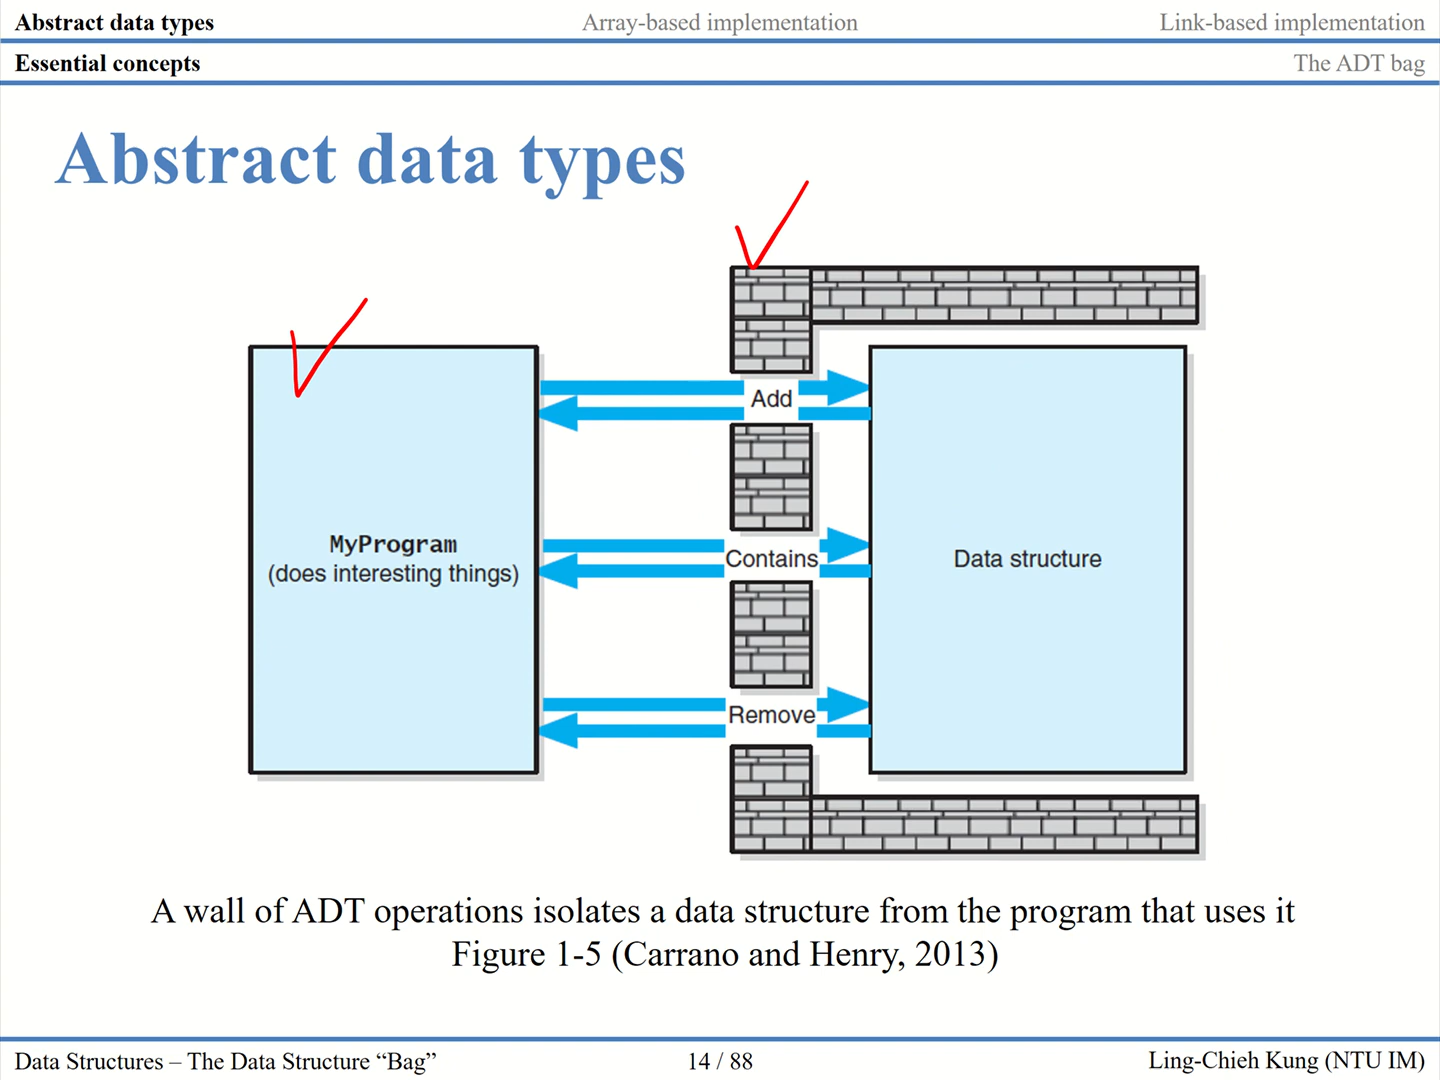 Abstract data types Array-based implementation Link-based implementation
Essential concepts The ADT bag
Abstract data types
Add
MyProgram
(does interesting things)
Contains
Data structure
Remove
A wall of ADT operations isolates a data structure from the program that uses it
Figure 1-5 (Carrano and Henry, 2013)
Data Structures – The Data Structure “Bag” 14 / 88 Ling-Chieh Kung (NTU IM)